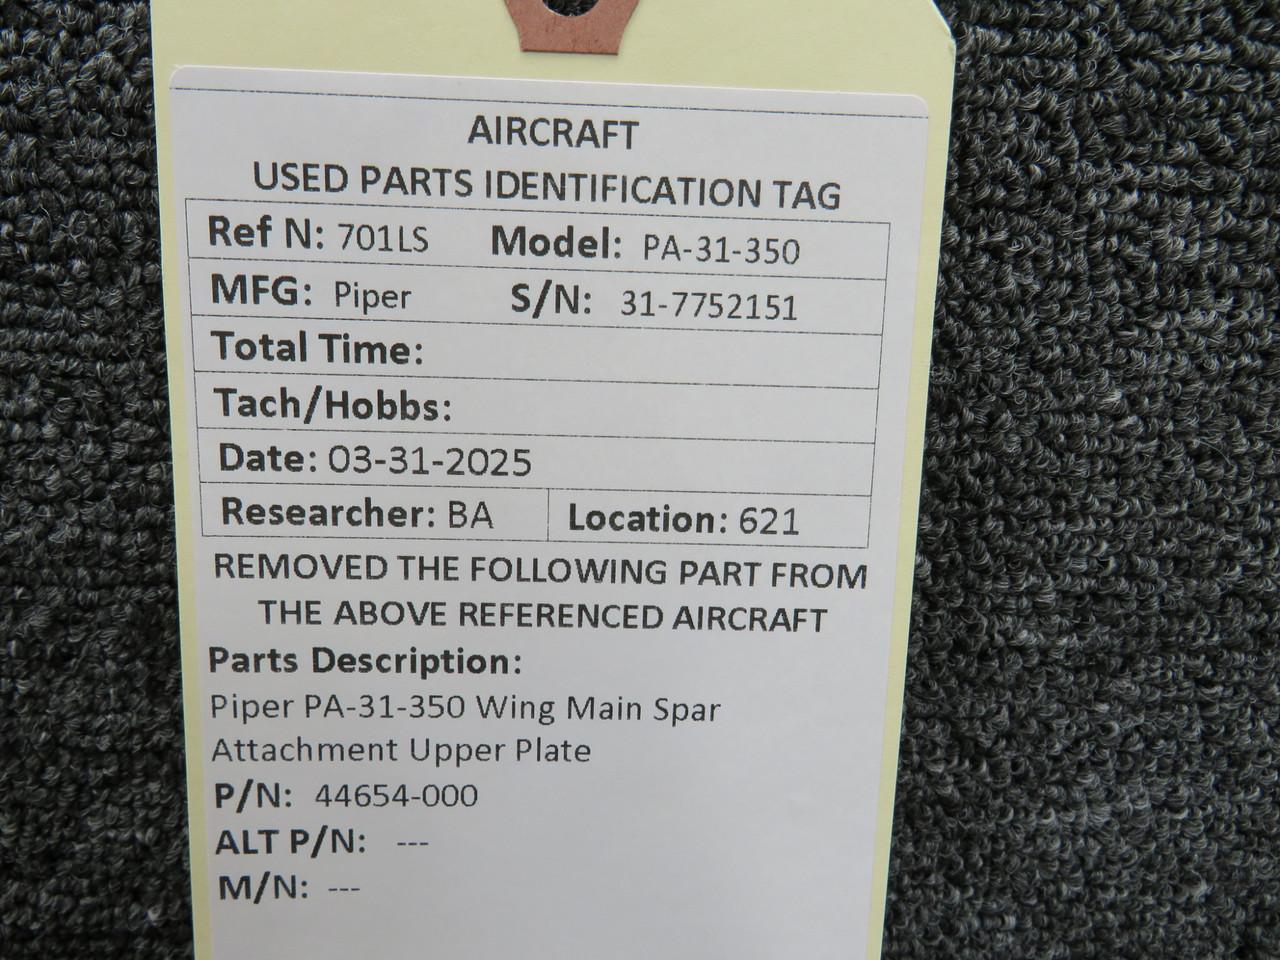 AIRCRAFT
USED PARTS IDENTIFICATION TAG
Ref N: 701LS Model: PA-31-350
MFG: Piper S/N: 31-7752151
Total Time:
Tach/Hobbs:
Date: 03-31-2025
Researcher: BA Location: 621
REMOVED THE FOLLOWING PART FROM
THE ABOVE REFERENCED AIRCRAFT
Parts Description:
Piper PA-31-350 Wing Main Spar
Attachment Upper Plate
P/N: 44654-000
ALT P/N: ---
M/N: ---